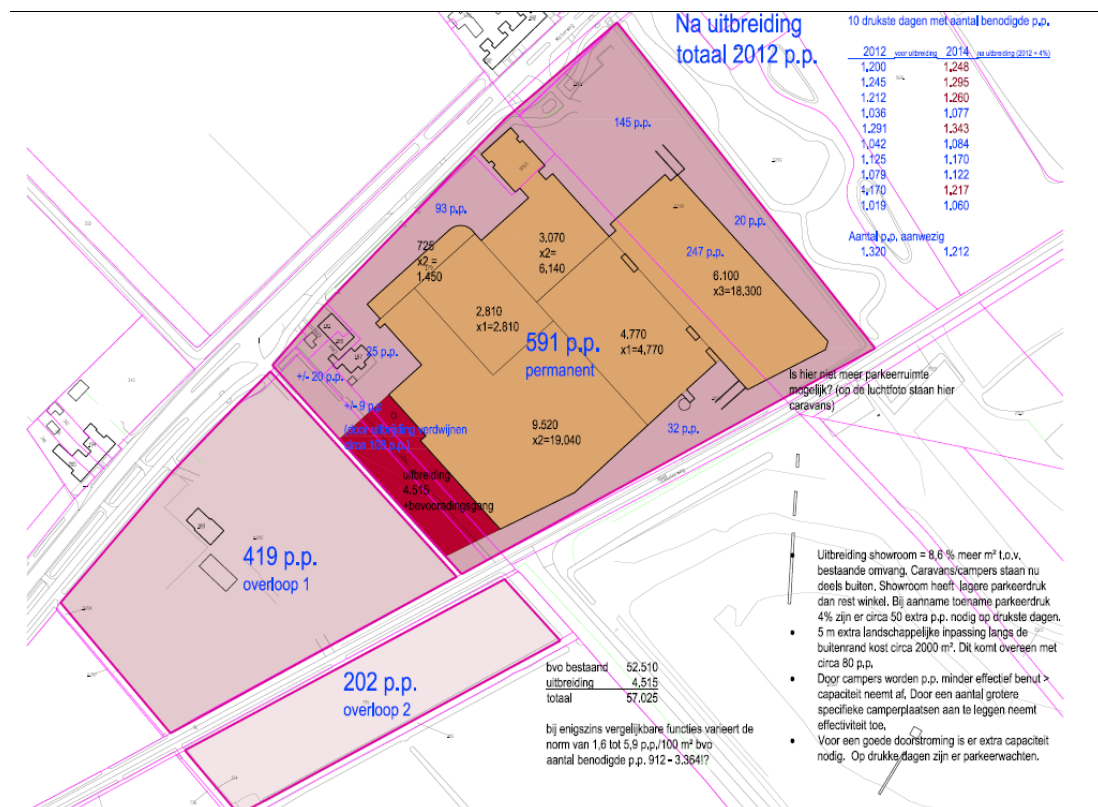 Na uitbreiding
totaal 2012 p.p.
10 drukste dagen met aantal benodigde p.p.
2012 voor uitbreiding 2014 na uitbreiding (2012 + 4%)
1.200 1.248
1.245 1.295
1.212 1.260
1.036 1.077
1.291 1.343
1.042 1.084
1.125 1.170
1.079 1.122
1.170 1.217
1.019 1.060
Aantal p.p. aanwezig
1.320 1.212
145 p.p.
93 p.p.
20 p.p.
725
x2 =
1.450
3.070
x2=
6.140
247 p.p.
6.100
x3=18,300
2,810
x1=2,810
591 p.p.
permanent
4.770
x1=4,770
25 p.p.
+/- 20 p.p.
+/- 9 p.p.
(door uitbreiding verdwijnen
circa 108 p.p.)
9.520
x2=19,040
32 p.p.
Is hier niet meer parkeerruimte
mogelijk? (op de luchtfoto staan hier
caravans)
uitbreiding
4.515
+bevooradingsgang
419 p.p.
overloop 1
202 p.p.
overloop 2
bvo bestaand 52.510
uitbreiding 4.515
totaal 57.025
bij enigszins vergelijkbare functies varieert de
norm van 1,6 tot 5,9 p.p./100 m² bvo
aantal benodigde p.p. 912 - 3.364!?
• Uitbreiding showroom = 8,6 % meer m² t.o.v.
bestaande omvang. Caravans/campers staan nu
deels buiten. Showroom heeft lagere parkeerdruk
dan rest winkel. Bij aanname toename parkeerdruk
4% zijn er circa 50 extra p.p. nodig op drukste dagen.
• 5 m extra landschappelijke inpassing langs de
buitenrand kost circa 2000 m². Dit komt overeen met
circa 80 p.p.
• Door campers worden p.p. minder effectief benut >
capaciteit neemt af. Door een aantal grotere
specifieke camperplaatsen aan te leggen neemt
effectiviteit toe.
• Voor een goede doorstroming is er extra capaciteit
nodig. Op drukke dagen zijn er parkeerwachten.